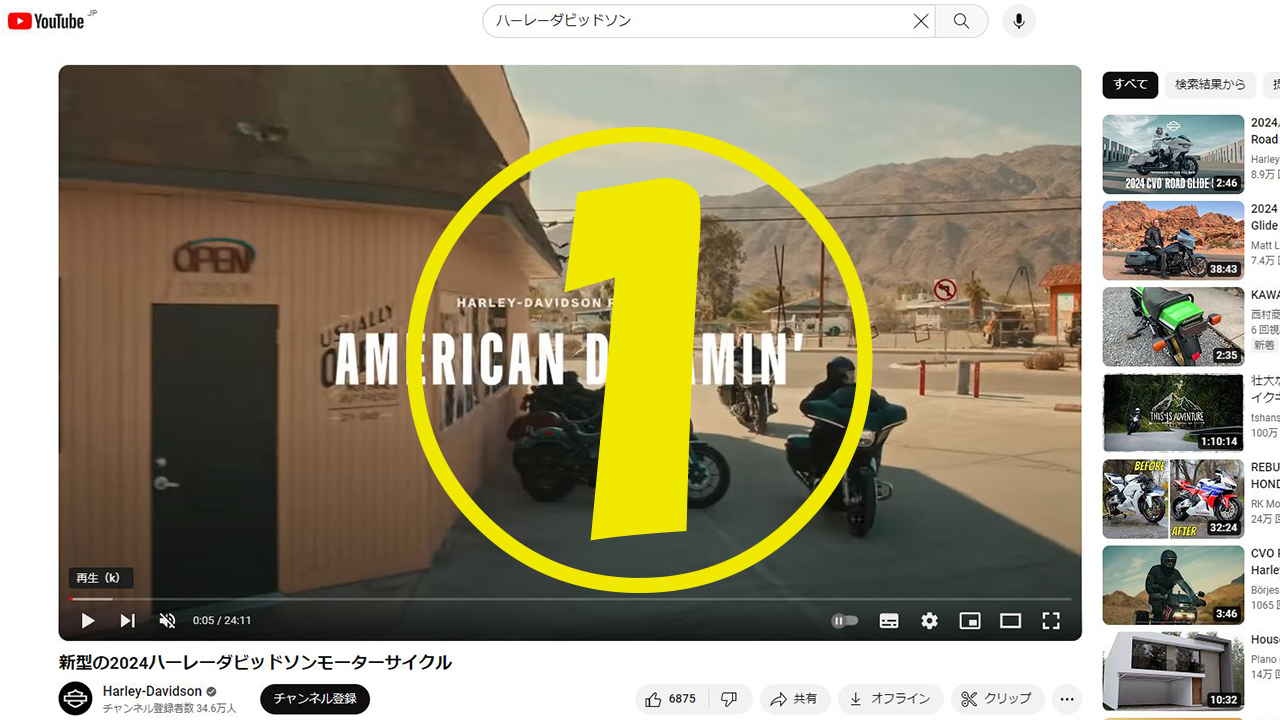 YouTube JP
ハーレーダビッドソン
OPEN
USUALLY
HARLEY-DAVIDSON
AMERICAN D AMIN'
1
再生 (k)
0:05 / 24:11
新型の2024ハーレーダビッドソンモーターサイクル
Harley-Davidson
チャンネル登録者数 34.6万人
チャンネル登録
6875
共有
オフライン
クリップ
すべて
検索結果から
2024 CVO ROAD GLIDE
2:46
2024
Road
Harley
8.9万
38:43
2024
Glide
Matt L
7.4万
2:35
KAWA
西村商
6 回視
新着
THIS IS ADVENTURE
1:10:14
壮大な
イクニ
tshans
100万
BEFORE
AFTER
32:24
REBU
HOND
RK Mo
24万
3:46
CVO
Harle
Börjes
1065
10:32
House
Plano
14万